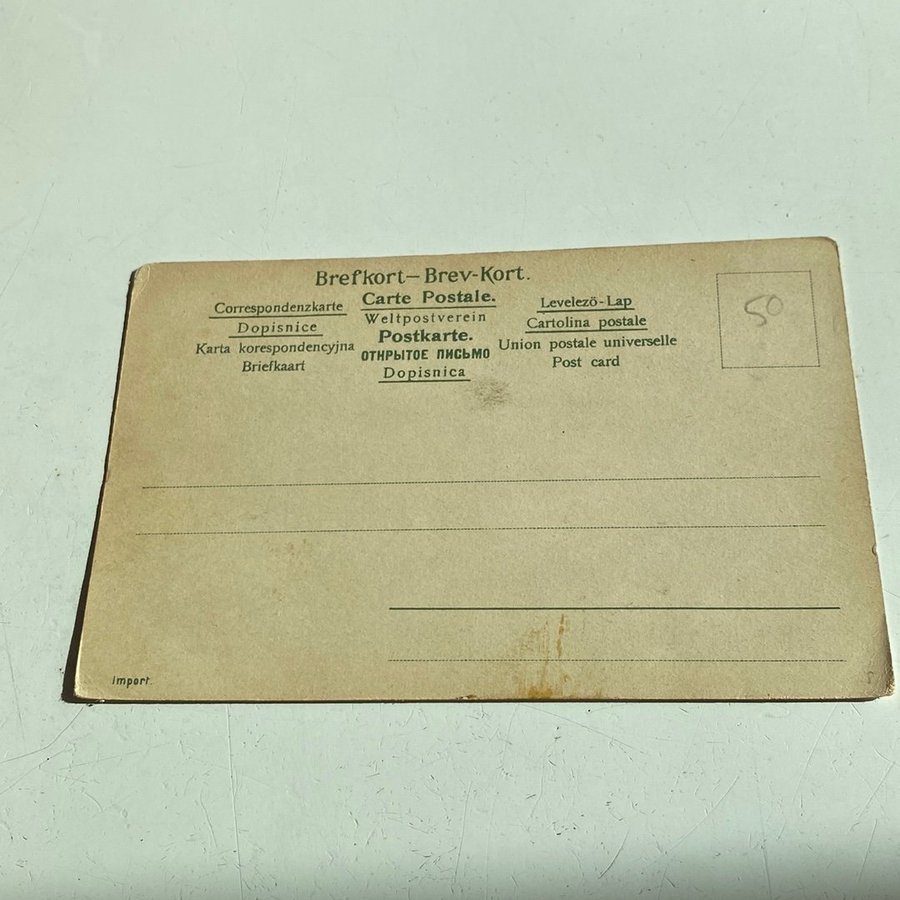 Brefkort—Brev-Kort.
Correspondenzkarte
Dopisnice
Karta korespondencyjna
Briefkaart
Carte Postale.
Weltpostverein
Postkarte.
ОТКРЫТОЕ ПИСЬМО
Dopisnica
Levelezö-Lap
Cartolina postale
Union postale universelle
Post card
50
Import.